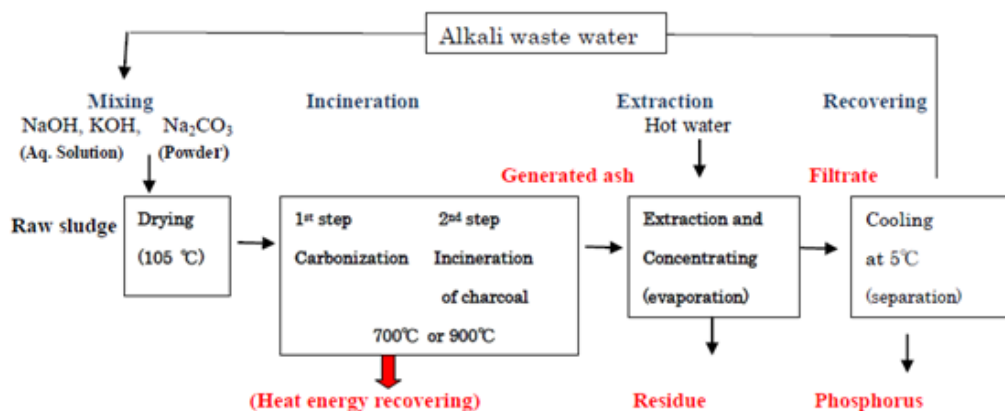 Alkali waste water
Mixing
NaOH, KOH, Na₂CO₃
(Aq. Solution) (Powder)
Incineration
Extraction
Hot water
Recovering
Generated ash
Filtrate
Raw sludge
Drying
(105 ℃)
1st step 2nd step
Carbonization Incineration
of charcoal
700℃ or 900℃
Extraction and
Concentrating
(evaporation)
Cooling
at 5℃
(separation)
(Heat energy recovering)
Residue
Phosphorus